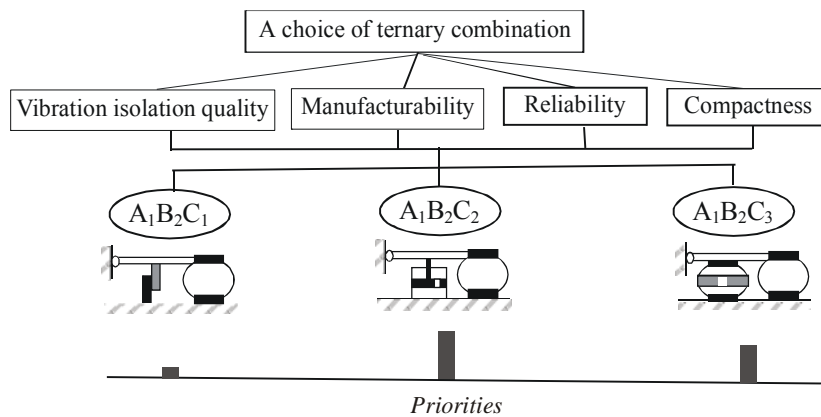 A choice of ternary combination
Vibration isolation quality
Manufacturability
Reliability
Compactness
A₁B₂C₁
A₁B₂C₂
A₁B₂C₃
Priorities